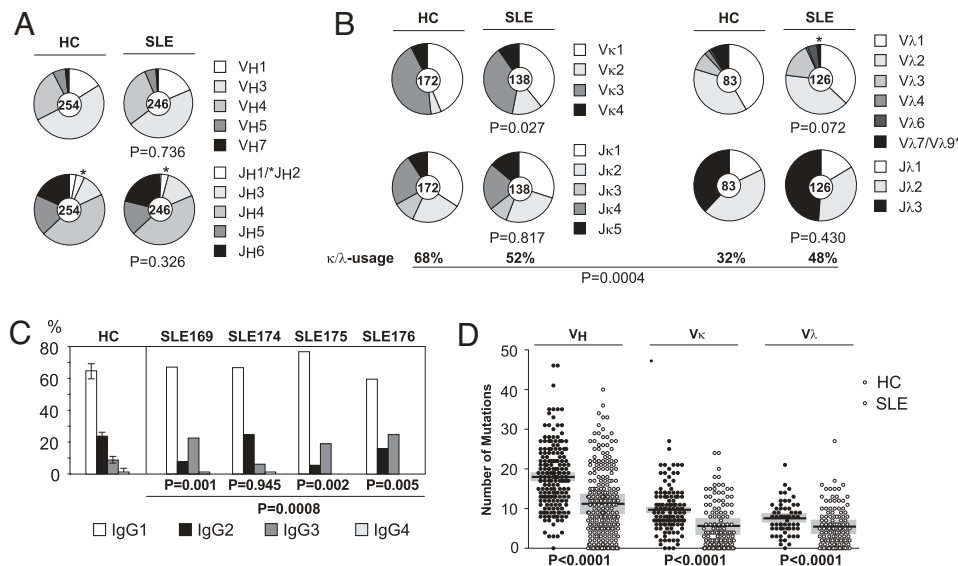 A
HC
SLE
254
246
VH1
VH3
VH4
VH5
VH7
P=0.736
*
*
254
246
JH1/*JH2
JH3
JH4
JH5
JH6
P=0.326
B
HC
SLE
172
138
Vκ1
Vκ2
Vκ3
Vκ4
P=0.027
172
138
Jκ1
Jκ2
Jκ3
Jκ4
Jκ5
P=0.817
HC
SLE
*
83
126
Vλ1
Vλ2
Vλ3
Vλ4
Vλ6
Vλ7/Vλ9*
P=0.072
83
126
Jλ1
Jλ2
Jλ3
P=0.430
κ/λ-usage 68% 52% 32% 48%
P=0.0004
C
%
HC SLE169 SLE174 SLE175 SLE176
80
60
40
20
0
P=0.001 P=0.945 P=0.002 P=0.005
P=0.0008
IgG1 IgG2 IgG3 IgG4
D
VH Vκ Vλ
Number of Mutations
50
40
30
20
10
0
HC
SLE
P<0.0001 P<0.0001 P<0.0001